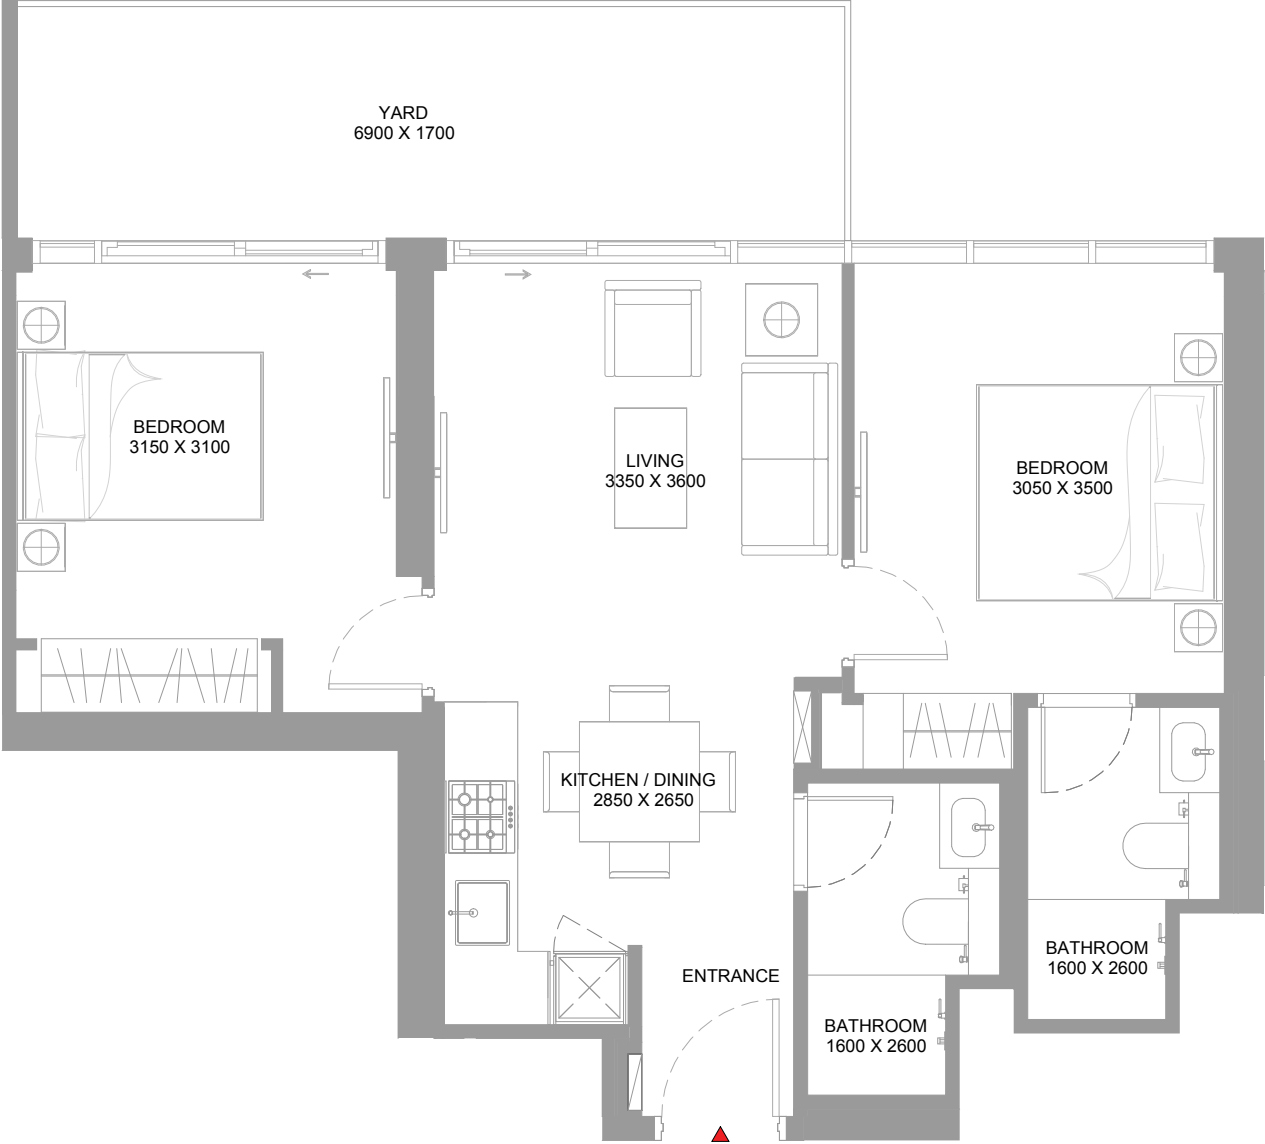 YARD
6900 X 1700
BEDROOM
3150 X 3100
LIVING
3350 X 3600
BEDROOM
3050 X 3500
KITCHEN / DINING
2850 X 2650
ENTRANCE
BATHROOM
1600 X 2600
BATHROOM
1600 X 2600